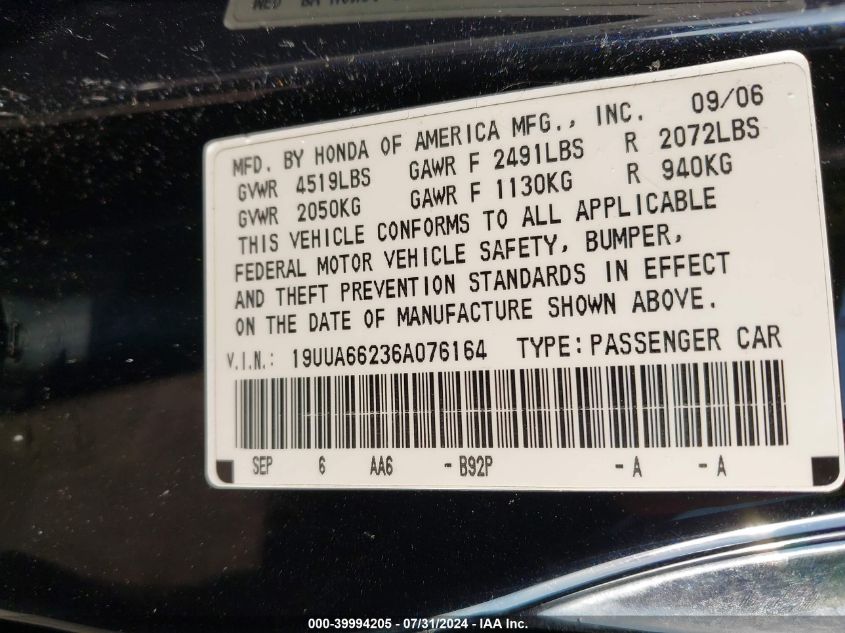 MFD. BY HONDA OF AMERICA MFG., INC. 09/06
GVWR 4519LBS GAWR F 2491LBS R 2072LBS
GVWR 2050KG GAWR F 1130KG R 940KG
THIS VEHICLE CONFORMS TO ALL APPLICABLE
FEDERAL MOTOR VEHICLE SAFETY, BUMPER,
AND THEFT PREVENTION STANDARDS IN EFFECT
ON THE DATE OF MANUFACTURE SHOWN ABOVE.
V.I.N.: 19UUA66236A076164 TYPE: PASSENGER CAR
SEP 6 AA6 - B92P - A - A
000-39994205 - 07/31/2024 - IAA Inc.